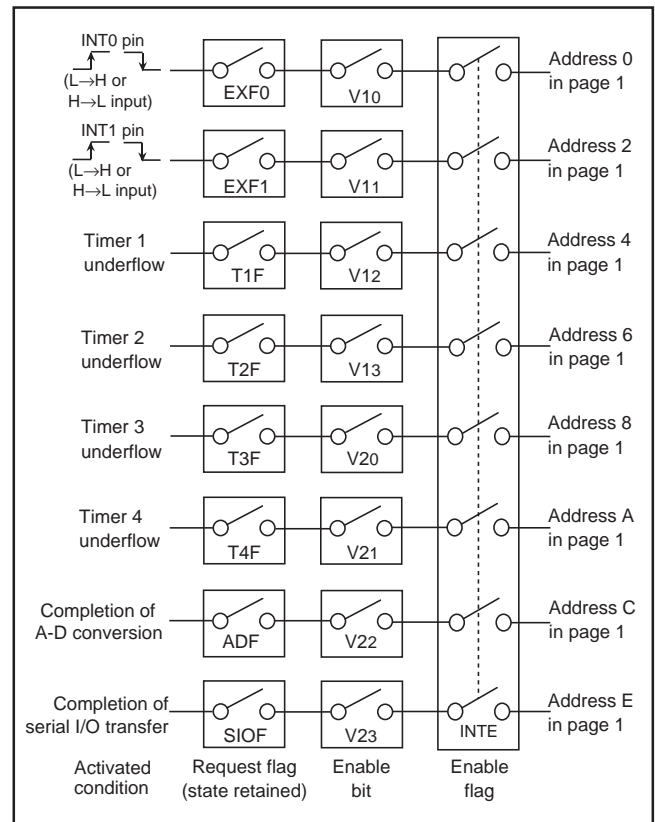 INT0 pin
(L→H or
H→L input)
EXF0
V10
Address 0
in page 1
INT1 pin
(L→H or
H→L input)
EXF1
V11
Address 2
in page 1
Timer 1
underflow
T1F
V12
Address 4
in page 1
Timer 2
underflow
T2F
V13
Address 6
in page 1
Timer 3
underflow
T3F
V20
Address 8
in page 1
Timer 4
underflow
T4F
V21
Address A
in page 1
Completion of
A-D conversion
ADF
V22
Address C
in page 1
Completion of
serial I/O transfer
SIOF
V23
INTE
Address E
in page 1
Activated
condition
Request flag
(state retained)
Enable
bit
Enable
flag